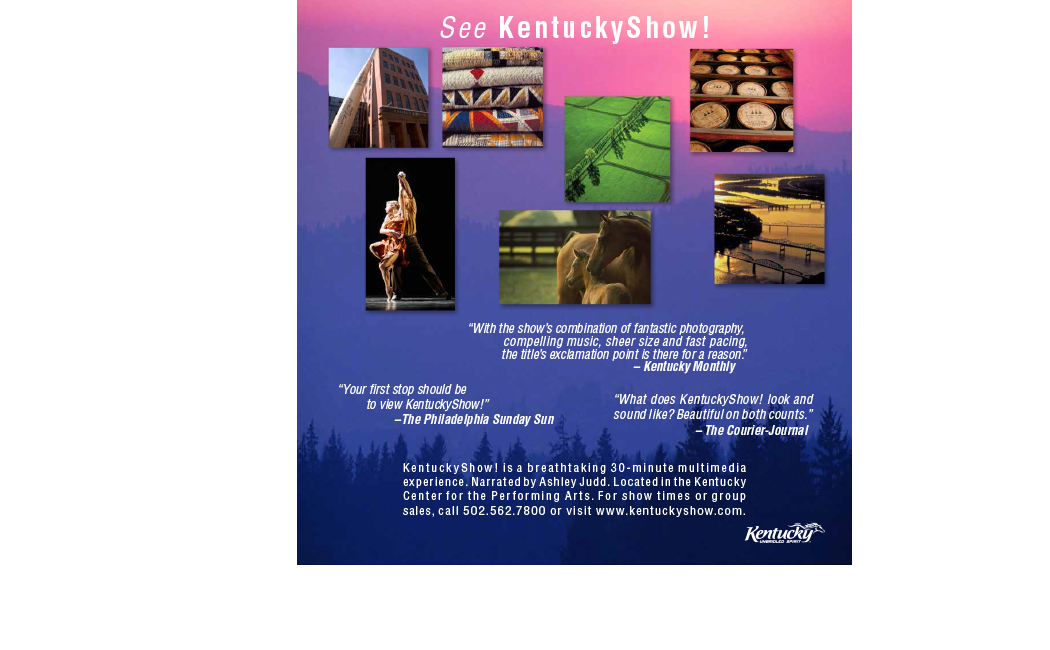 See KentuckyShow!
“With the show’s combination of fantastic photography,
compelling music, sheer size and fast pacing,
the title’s exclamation point is there for a reason.”
– Kentucky Monthly
“Your first stop should be
to view KentuckyShow!”
–The Philadelphia Sunday Sun
“What does KentuckyShow! look and
sound like? Beautiful on both counts.”
– The Courier-Journal
KentuckyShow! is a breathtaking 30-minute multimedia
experience. Narrated by Ashley Judd. Located in the Kentucky
Center for the Performing Arts. For show times or group
sales, call 502.562.7800 or visit www.kentuckyshow.com.
Kentucky
UNBRIDLED SPIRIT